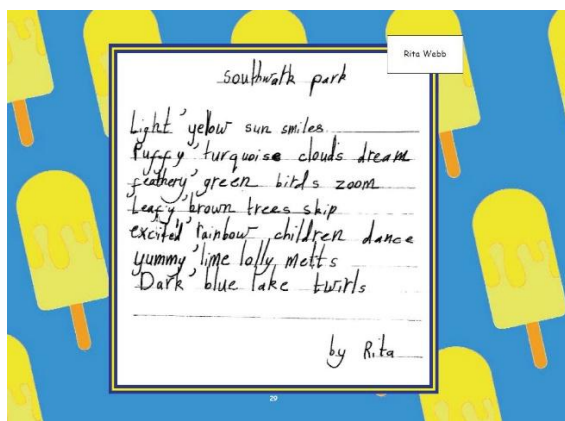 Rita Webb
southwark park
Light, yelow sun smiles
Puffy, turquoise clouds dream
feathery, green birds zoom
Leafy, brown trees skip
excited, rainbow children dance
yummy, lime lolly melts
Dark, blue lake twirls
by Rita
29